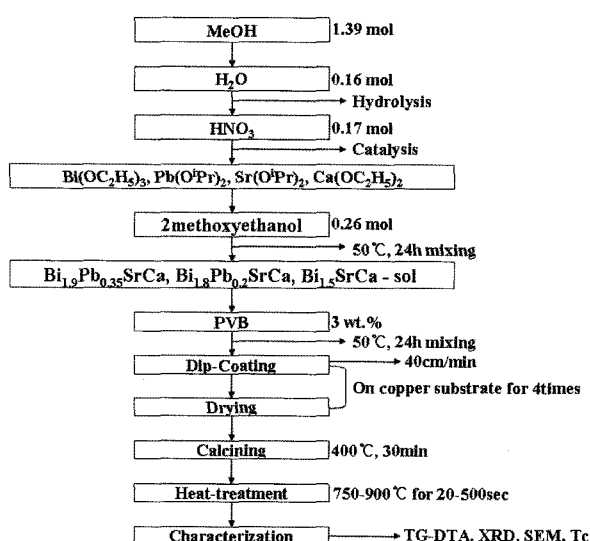 MeOH 1.39 mol
H₂O 0.16 mol
Hydrolysis
HNO₃ 0.17 mol
Catalysis
Bi(OC₂H₅)₃, Pb(OⁱPr)₂, Sr(OⁱPr)₂, Ca(OC₂H₅)₂
2methoxyethanol 0.26 mol
50℃, 24h mixing
Bi₁.₉Pb₀.₃₅SrCa, Bi₁.₈Pb₀.₂SrCa, Bi₁.₅SrCa - sol
PVB 3 wt.%
50℃, 24h mixing
Dip-Coating 40cm/min
On copper substrate for 4times
Drying
Calcining 400℃, 30min
Heat-treatment 750-900℃ for 20-500sec
Characterization TG-DTA, XRD, SEM, Tc